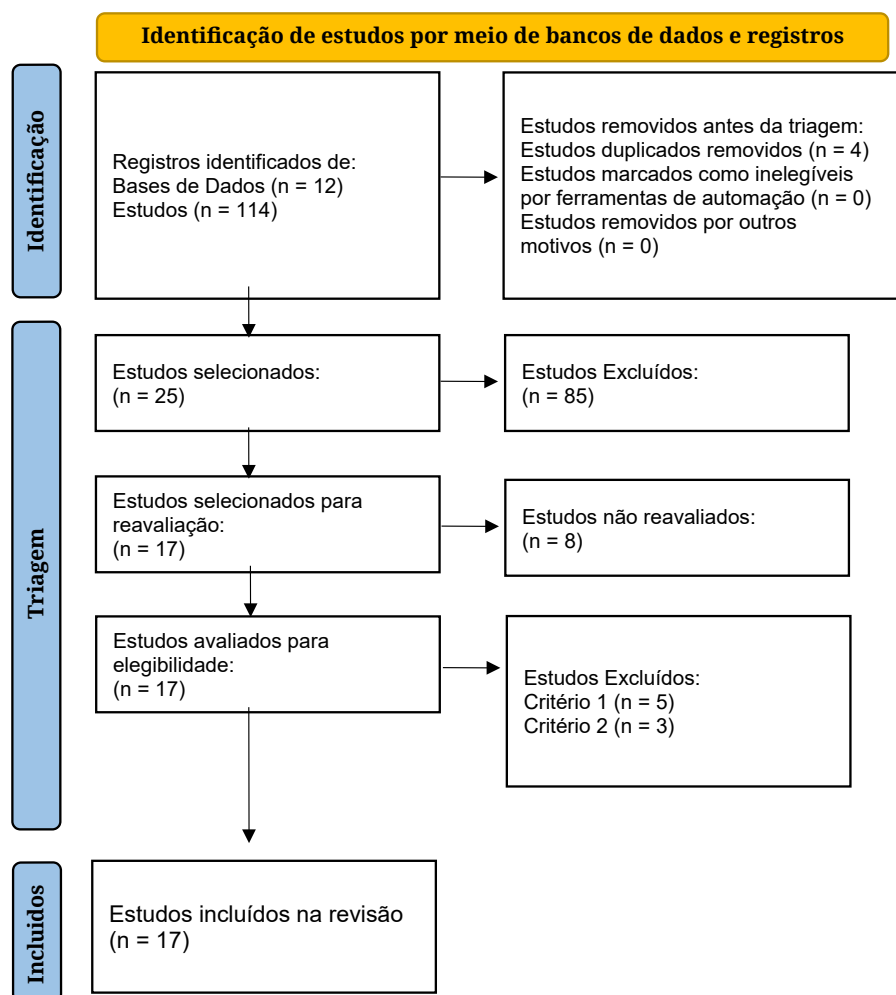 Identificação de estudos por meio de bancos de dados e registros
Identificação
Registros identificados de:
Bases de Dados (n = 12)
Estudos (n = 114)
Estudos removidos antes da triagem:
Estudos duplicados removidos (n = 4)
Estudos marcados como inelegíveis
por ferramentas de automação (n = 0)
Estudos removidos por outros
motivos (n = 0)
Triagem
Estudos selecionados:
(n = 25)
Estudos Excluídos:
(n = 85)
Estudos selecionados para
reavaliação:
(n = 17)
Estudos não reavaliados:
(n = 8)
Estudos avaliados para
elegibilidade:
(n = 17)
Estudos Excluídos:
Critério 1 (n = 5)
Critério 2 (n = 3)
Incluidos
Estudos incluídos na revisão
(n = 17)